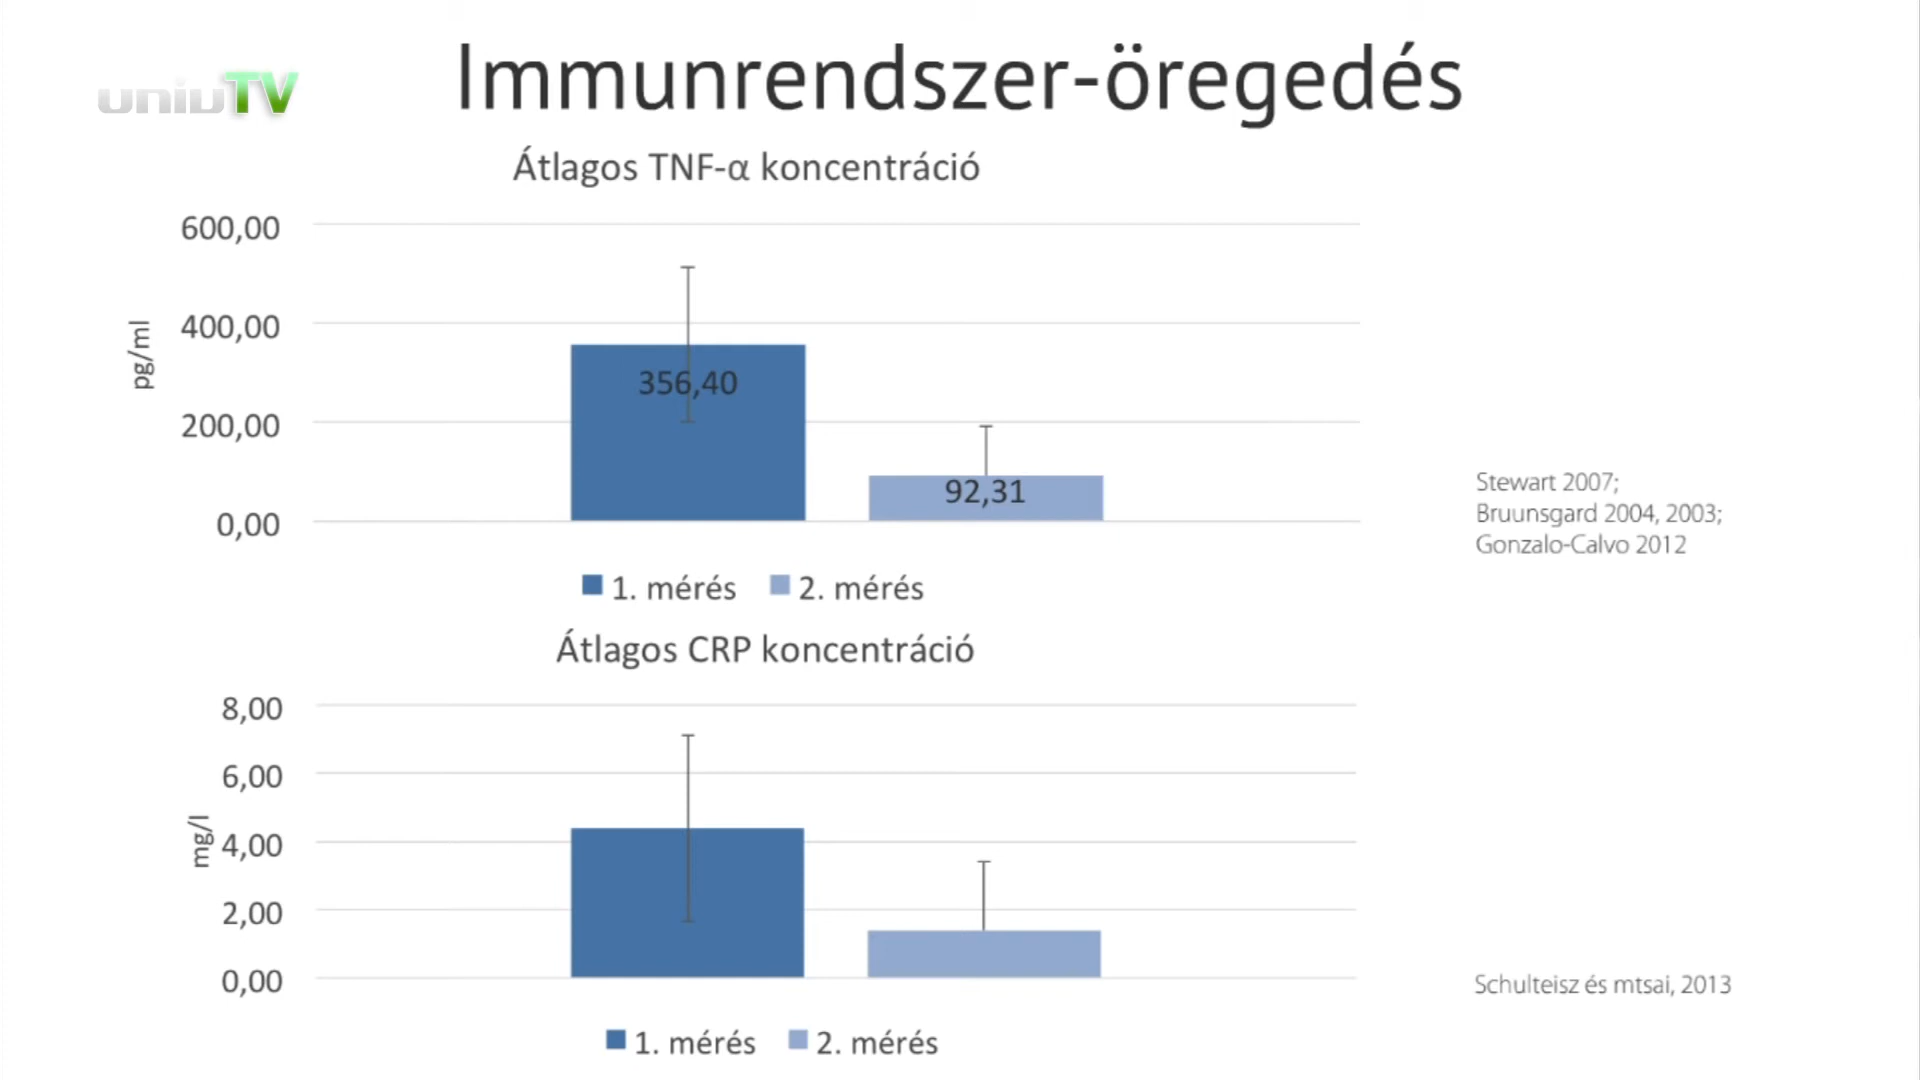 univTV
Immunrendszer-öregedés
Átlagos TNF-α koncentráció
600,00
400,00
200,00
0,00
pg/ml
356,40
92,31
1. mérés
2. mérés
Stewart 2007;
Bruunsgard 2004, 2003;
Gonzalo-Calvo 2012
Átlagos CRP koncentráció
8,00
6,00
4,00
2,00
0,00
mg/l
1. mérés
2. mérés
Schulteisz és mtsai, 2013